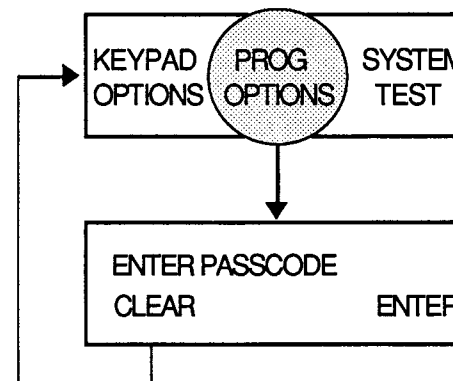 KEYPAD PROG SYSTEM
OPTIONS OPTIONS TEST
ENTER PASSCODE
CLEAR ENTER